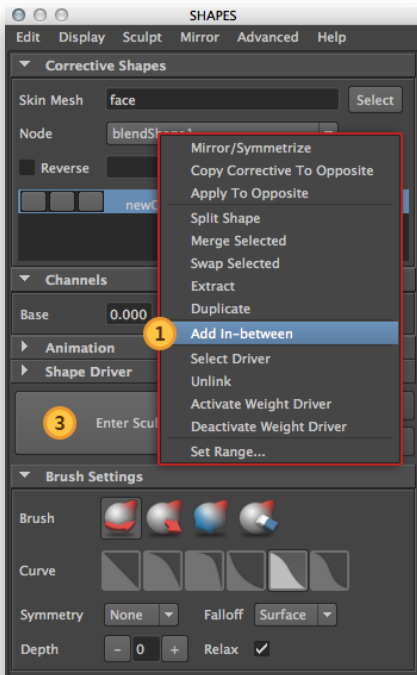 SHAPES
Edit Display Sculpt Mirror Advanced Help
Corrective Shapes
Skin Mesh face Select
Node blendShape1
Reverse
Mirror/Symmetrize
Copy Corrective To Opposite
Apply To Opposite
Split Shape
Merge Selected
Swap Selected
Extract
Duplicate
1 Add In-between
Select Driver
Unlink
Activate Weight Driver
Deactivate Weight Driver
Set Range...
Channels
Base 0.000
Animation
Shape Driver
3 Enter
Brush Settings
Brush
Curve
Symmetry None Falloff Surface
Depth - 0 + Relax